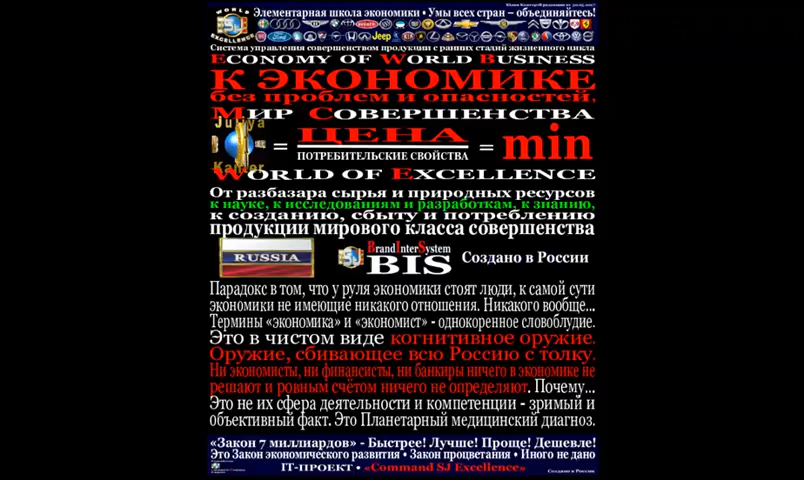 Элементарная школа экономики • Умы всех стран – объединяйтесь!
WORLD
EXCELLENCE
Ford
Jeep
Система управления совершенством продукции с ранних стадий жизненного цикла
Economy of World Business
К ЭКОНОМИКЕ
без проблем и опасностей,
Мир Совершенства
Juliya
Kanter
= ЦЕНА
ПОТРЕБИТЕЛЬСКИЕ СВОЙСТВА
= min
World of Excellence
От разбазара сырья и природных ресурсов
к науке, к исследованиям и разработкам, к знанию,
к созданию, сбыту и потреблению
продукции мирового класса совершенства
RUSSIA
BrandInterSystem
BIS
Создано в России
Парадокс в том, что у руля экономики стоят люди, к самой сути
экономики не имеющие никакого отношения. Никакого вообще...
Термины «экономика» и «экономист» - однокоренное словоблудие.
Это в чистом виде когнитивное оружие.
Оружие, сбивающее всю Россию с толку.
Ни экономисты, ни финансисты, ни банкиры ничего в экономике не
решают и ровным счётом ничего не определяют. Почему...
Это не их сфера деятельности и компетенции - зримый и
объективный факт. Это Планетарный медицинский диагноз.
«Закон 7 миллиардов» - Быстрее! Лучше! Проще! Дешевле!
Это Закон экономического развития • Закон процветания • Иного не дано
IT-ПРОЕКТ • «Command SJ Excellence»
Создано в России